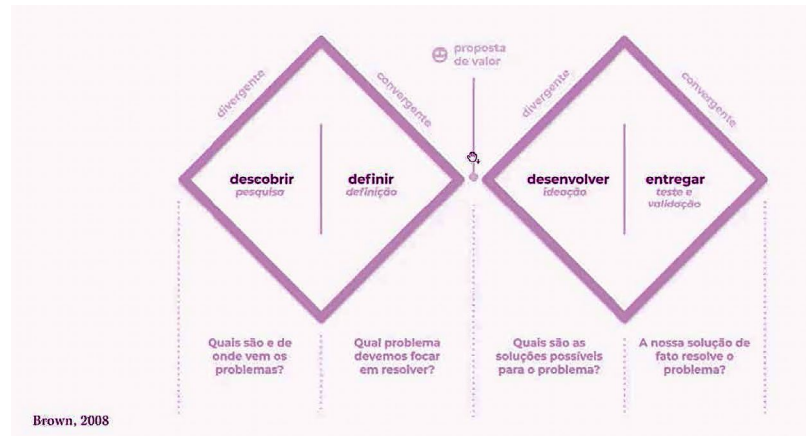 proposta
de valor
divergente
convergente
divergente
convergente
descobrir
pesquisa
definir
definição
desenvolver
ideação
entregar
teste e
validação
Quais são e de
onde vem os
problemas?
Qual problema
devemos focar
em resolver?
Quais são as
soluções possíveis
para o problema?
A nossa solução de
fato resolve o
problema?
Brown, 2008